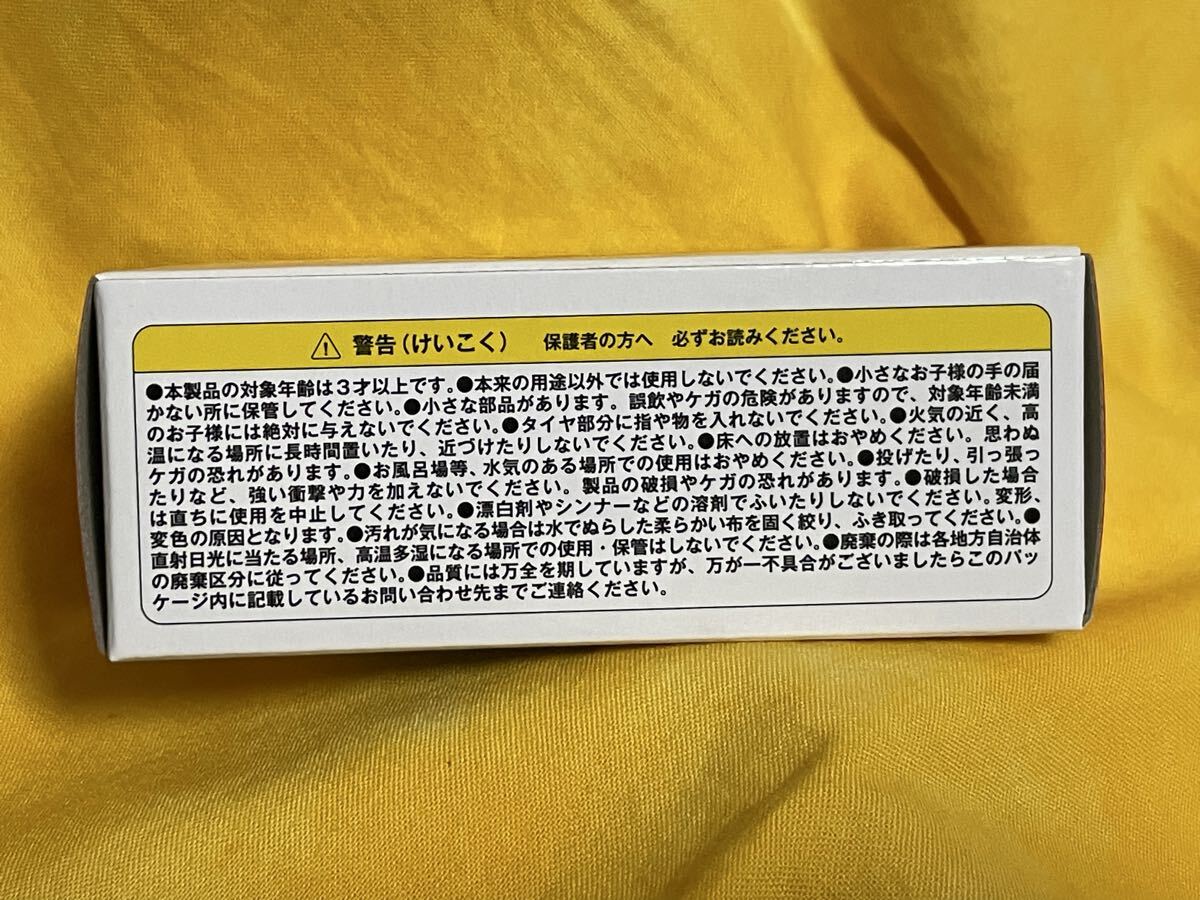 ⚠ 警告(けいこく) 保護者の方へ 必ずお読みください。
●本製品の対象年齢は3才以上です。●本来の用途以外では使用しないでください。●小さなお子様の手の届
かない所に保管してください。●小さな部品があります。誤飲やケガの危険がありますので、対象年齢未満
のお子様には絶対に与えないでください。●タイヤ部分に指や物を入れないでください。●火気の近く、高
温になる場所に長時間置いたり、近づけたりしないでください。●床への放置はおやめください。思わぬ
ケガの恐れがあります。●お風呂場等、水気のある場所での使用はおやめください。●投げたり、引っ張っ
たりなど、強い衝撃や力を加えないでください。製品の破損やケガの恐れがあります。●破損した場合
は直ちに使用を中止してください。●漂白剤やシンナーなどの溶剤でふいたりしないでください。変形、
変色の原因となります。●汚れが気になる場合は水でぬらした柔らかい布を固く絞り、ふき取ってください。●
直射日光に当たる場所、高温多湿になる場所での使用・保管はしないでください。●廃棄の際は各地方自治体
の廃棄区分に従ってください。●品質には万全を期していますが、万が一不具合がございましたらこのパッ
ケージ内に記載しているお問い合わせ先までご連絡ください。